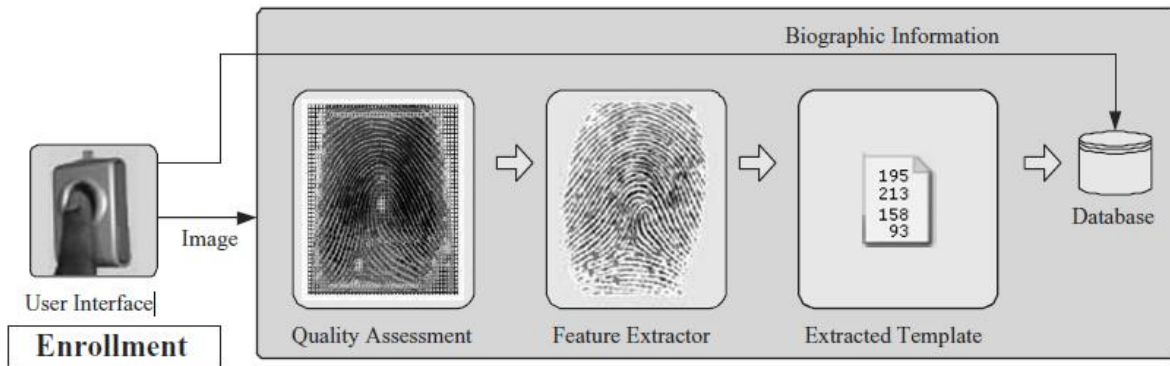 Biographic Information
195
213
158
93
Image
Database
User Interface
Quality Assessment
Feature Extractor
Extracted Template
Enrollment